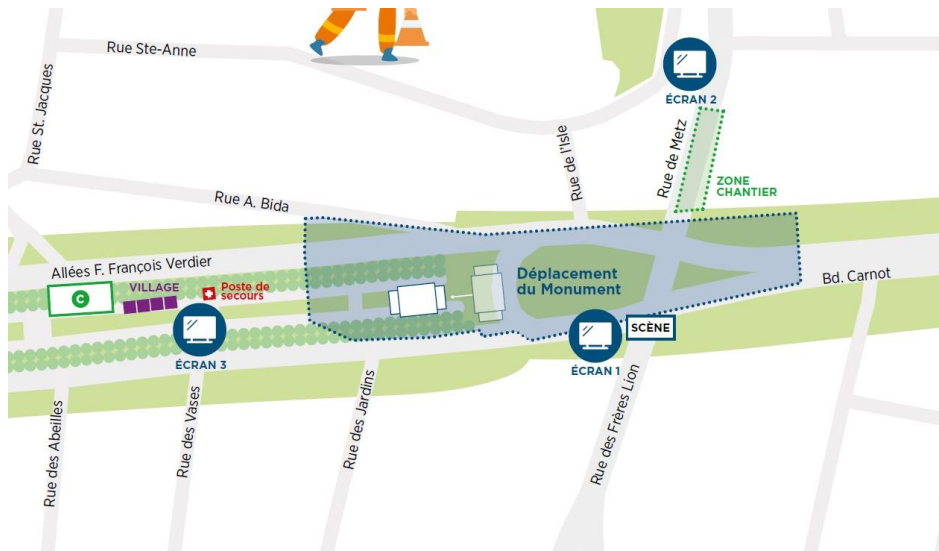 Rue Ste-Anne
ÉCRAN 2
Rue St. Jacques
Rue de l'Isle
Rue de Metz
ZONE
CHANTIER
Rue A. Bida
Allées F. François Verdier
Déplacement
du Monument
Bd. Carnot
C
VILLAGE
Poste de
secours
SCÈNE
ÉCRAN 3
ÉCRAN 1
Rue des Abeilles
Rue des Vases
Rue des Jardins
Rue des Frères Lion